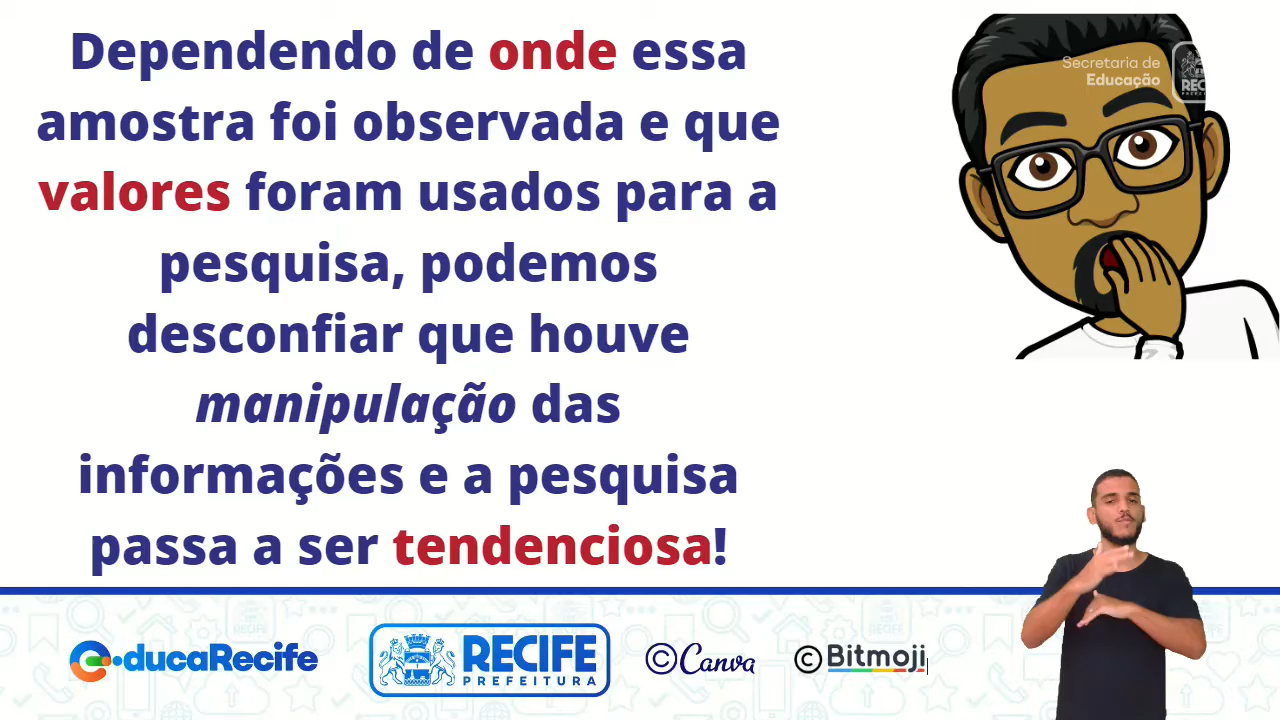 Dependendo de onde essa
amostra foi observada e que
valores foram usados para a
pesquisa, podemos
desconfiar que houve
manipulação das
informações e a pesquisa
passa a ser tendenciosa!
Secretaria de
Educação
ducaRecife
RECIFE
PREFEITURA
©Canva
©Bitmoji